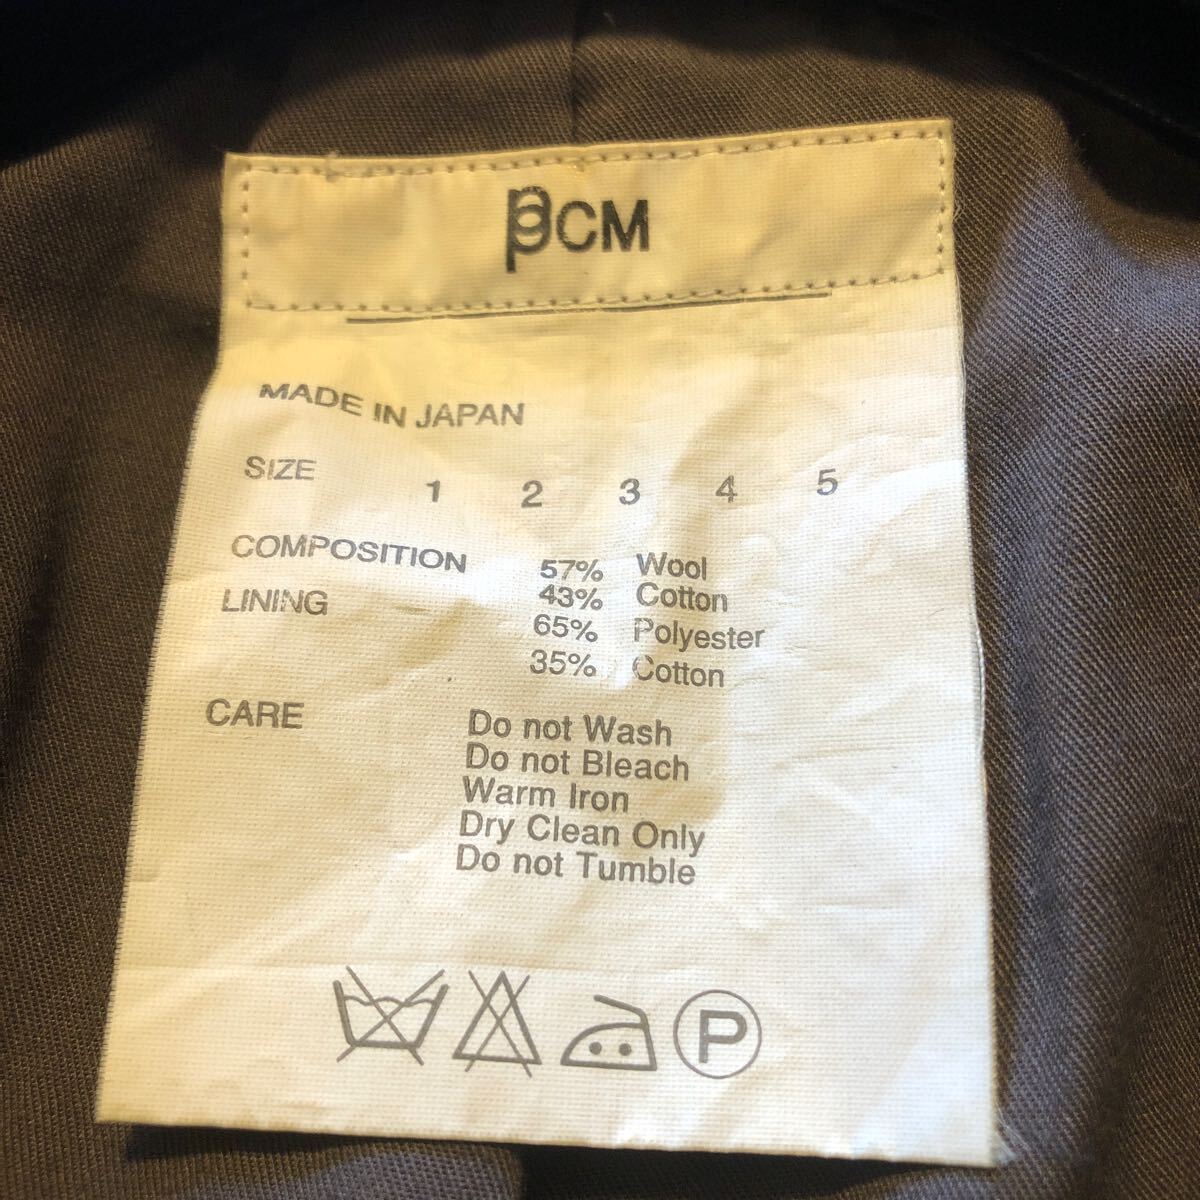 CM
MADE IN JAPAN
SIZE 1 2 3 4 5
COMPOSITION 57% Wool
43% Cotton
LINING 65% Polyester
35% Cotton
CARE Do not Wash
Do not Bleach
Warm Iron
Dry Clean Only
Do not Tumble
P